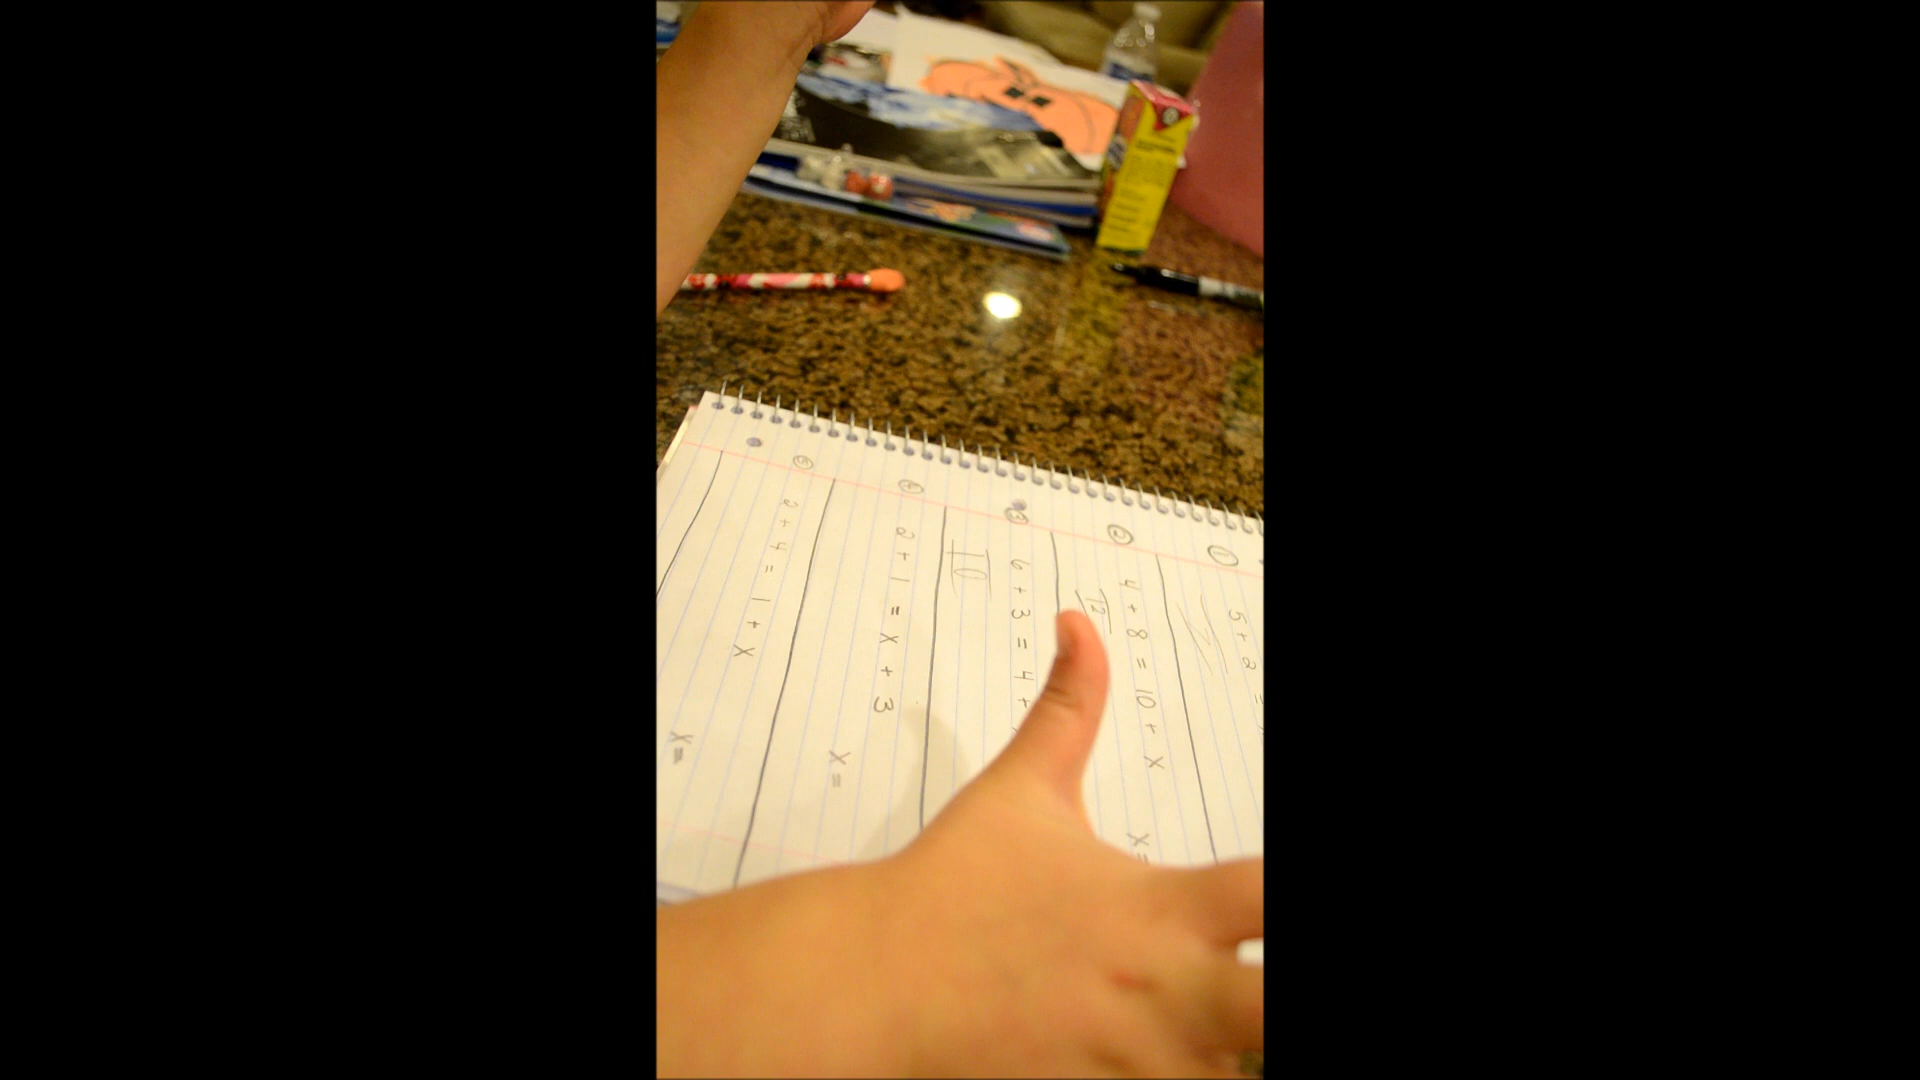 ① 5 + 2 =
② 4 + 8 = 10 + X
12
X =
③ 6 + 3 = 4 +
10
④ 2 + 1 = X + 3
X =
⑤ 2 + 4 = 1 + X
X =